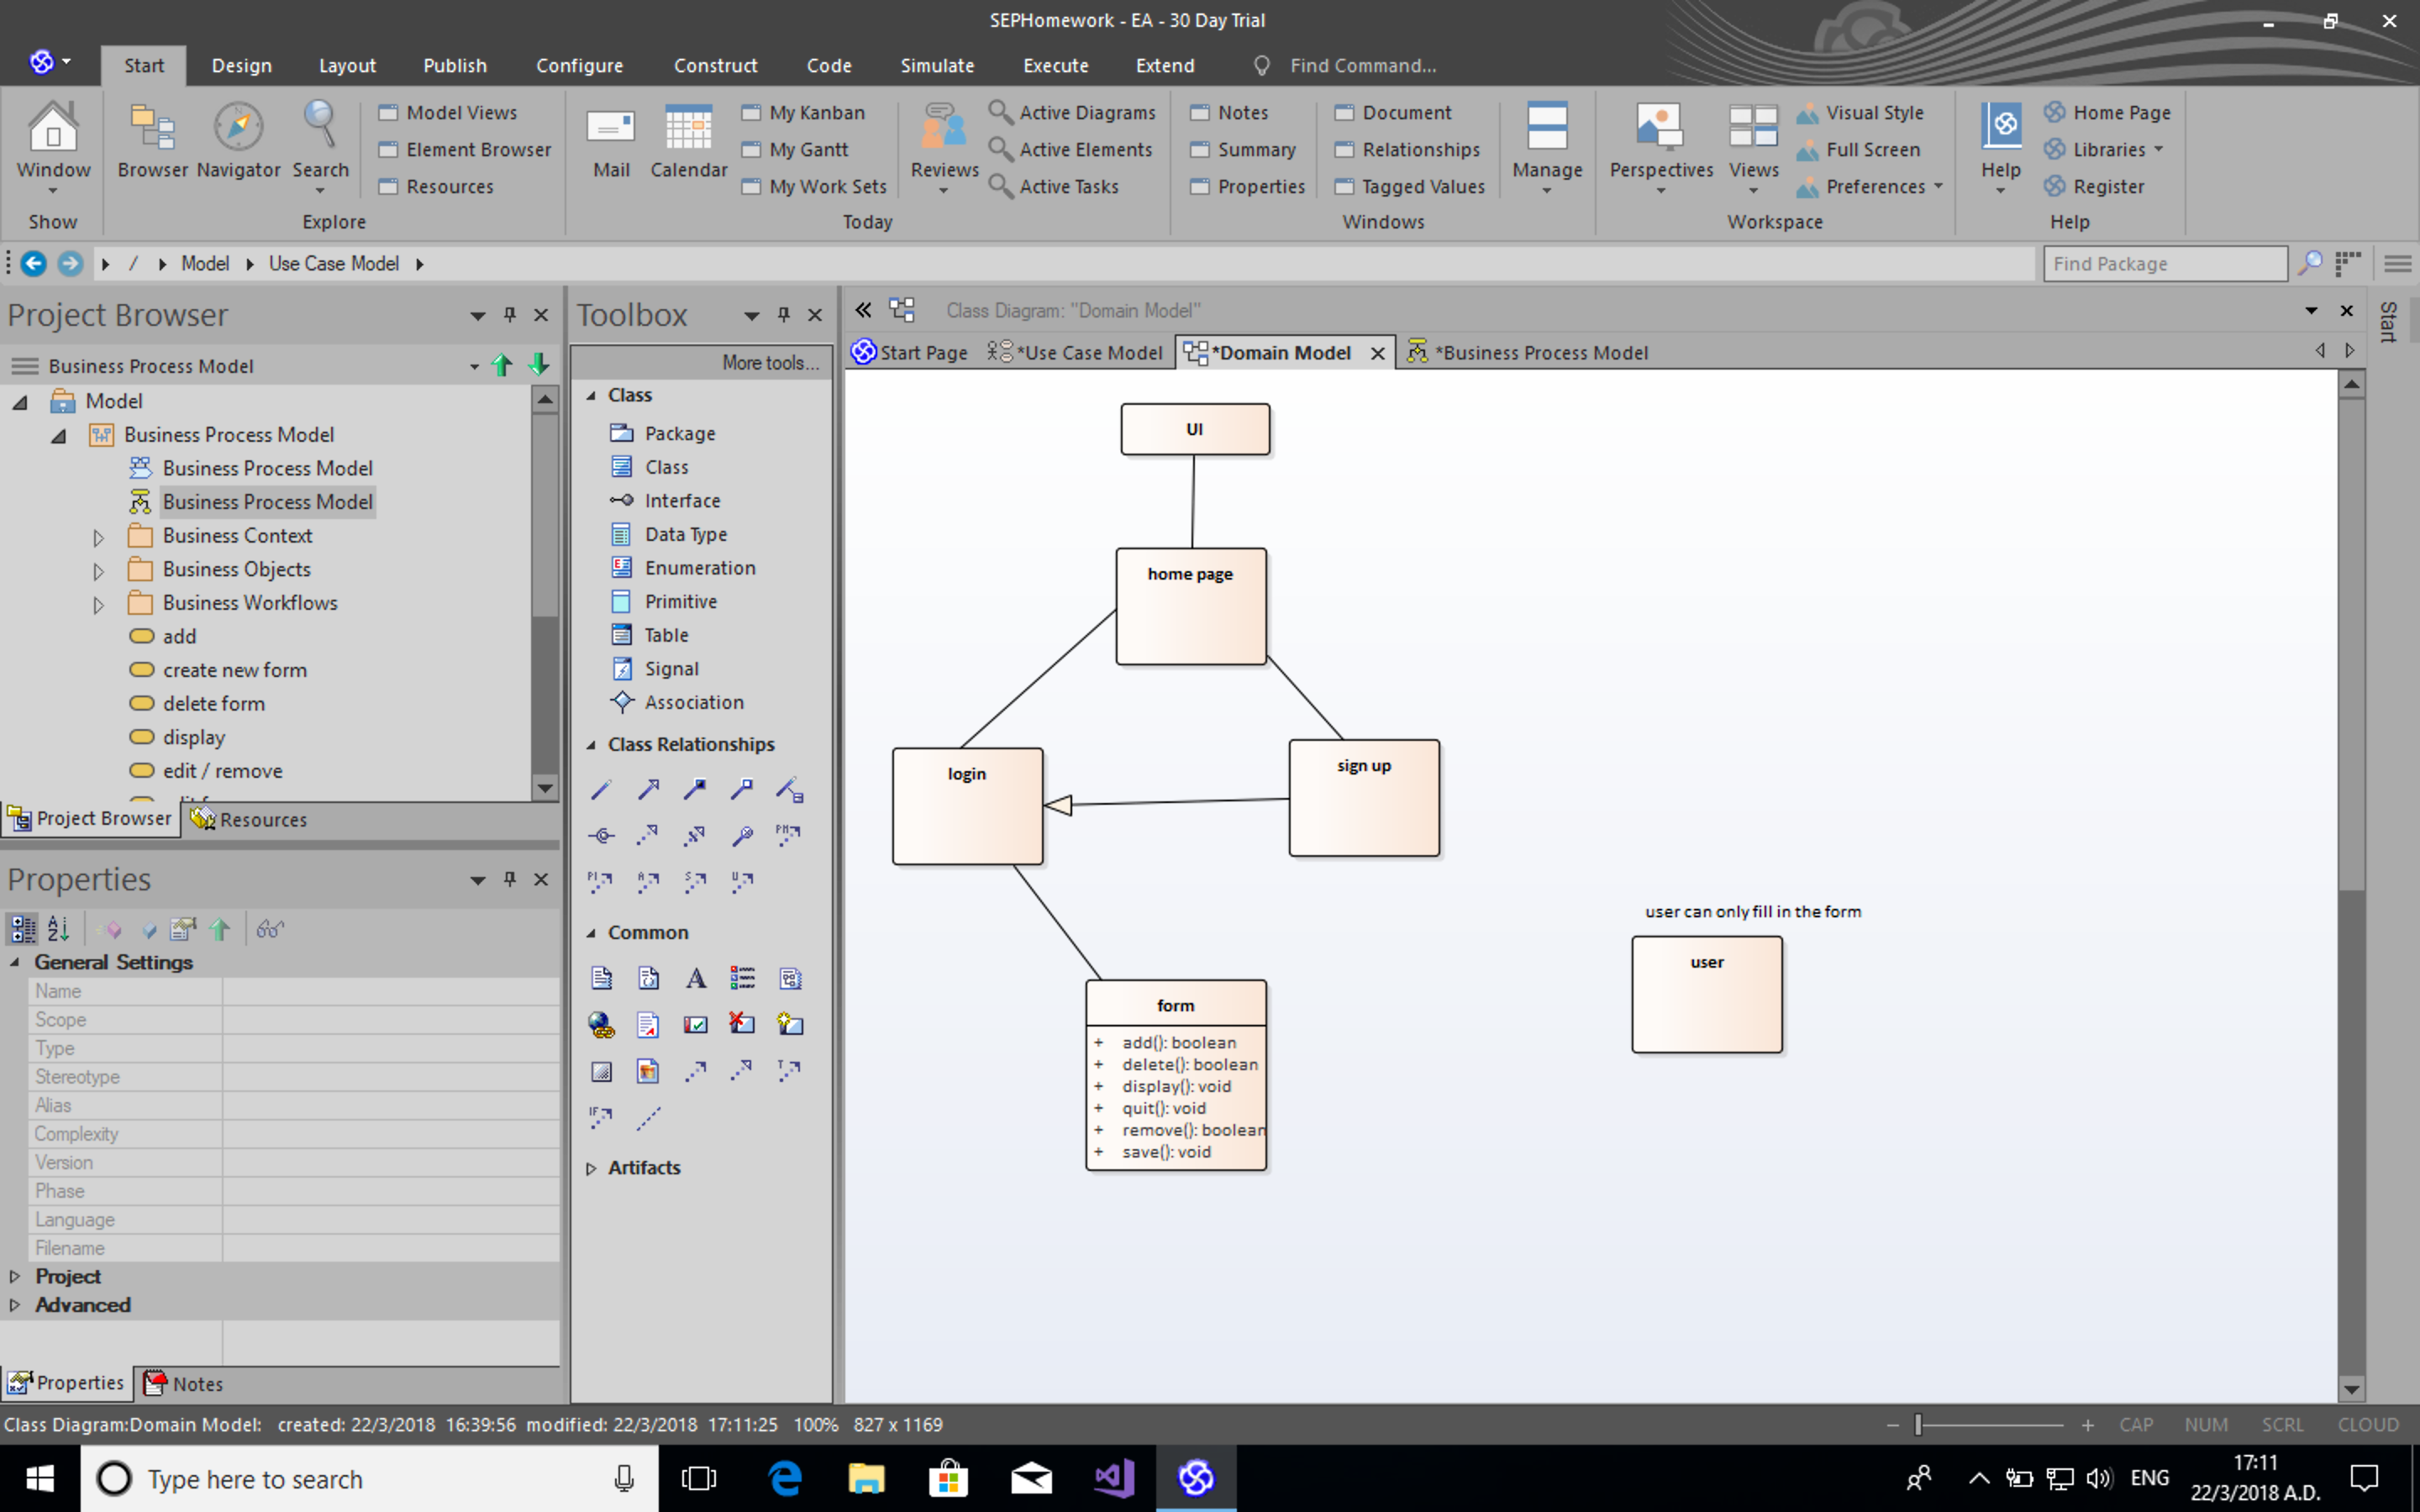 SEPHomework - EA - 30 Day Trial
Start Design Layout Publish Configure Construct Code Simulate Execute Extend Find Command...
Window
Show
Browser Navigator Search
Model Views
Element Browser
Resources
Explore
Mail Calendar
My Kanban
My Gantt
My Work Sets
Reviews
Active Diagrams
Active Elements
Active Tasks
Today
Notes
Summary
Properties
Document
Relationships
Tagged Values
Windows
Manage
Perspectives Views
Visual Style
Full Screen
Preferences
Workspace
Help
Home Page
Libraries
Register
Help
/ Model Use Case Model
Find Package
Project Browser
Business Process Model
Model
Business Process Model
Business Process Model
Business Process Model
Business Context
Business Objects
Business Workflows
add
create new form
delete form
display
edit / remove
Project Browser Resources
Properties
General Settings
Name
Scope
Type
Stereotype
Alias
Complexity
Version
Phase
Language
Filename
Project
Advanced
Properties Notes
Toolbox
More tools...
Class
Package
Class
Interface
Data Type
Enumeration
Primitive
Table
Signal
Association
Class Relationships
Common
Artifacts
Class Diagram: "Domain Model"
Start Page *Use Case Model *Domain Model *Business Process Model
Start
UI
home page
login
sign up
user can only fill in the form
user
form
+ add(): boolean
+ delete(): boolean
+ display(): void
+ quit(): void
+ remove(): boolean
+ save(): void
Class Diagram:Domain Model: created: 22/3/2018 16:39:56 modified: 22/3/2018 17:11:25 100% 827 x 1169
CAP NUM SCRL CLOUD
Type here to search
ENG
17:11
22/3/2018 A.D.